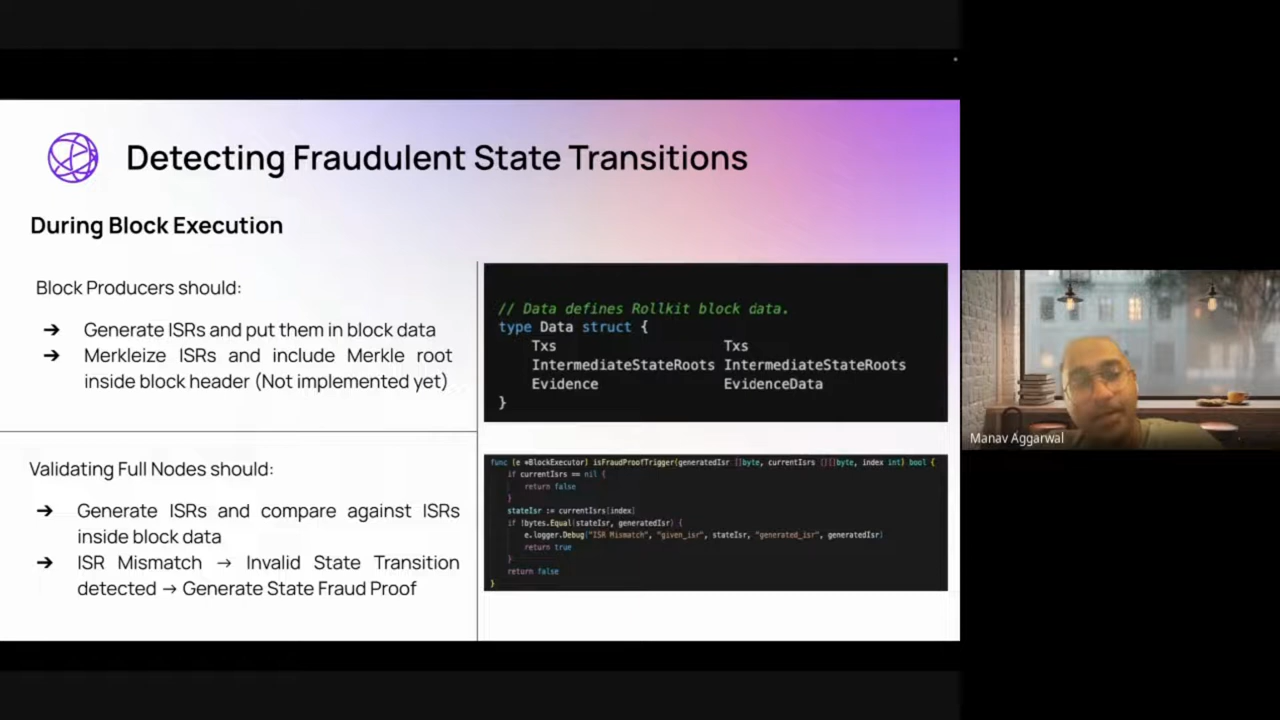 Detecting Fraudulent State Transitions
During Block Execution
Block Producers should:
➔ Generate ISRs and put them in block data
➔ Merkleize ISRs and include Merkle root
inside block header (Not implemented yet)
Validating Full Nodes should:
➔ Generate ISRs and compare against ISRs
inside block data
➔ ISR Mismatch → Invalid State Transition
detected → Generate State Fraud Proof
// Data defines Rollkit block data.
type Data struct {
Txs Txs
IntermediateStateRoots IntermediateStateRoots
Evidence EvidenceData
}
func (e *BlockExecutor) isFraudProofTrigger(generatedIsr []byte, currentIsrs [][]byte, index int) bool {
if currentIsrs == nil {
return false
}
stateIsr := currentIsrs[index]
if !bytes.Equal(stateIsr, generatedIsr) {
e.logger.Debug("ISR Mismatch", "given_isr", stateIsr, "generated_isr", generatedIsr)
return true
}
return false
}
Manav Aggarwal